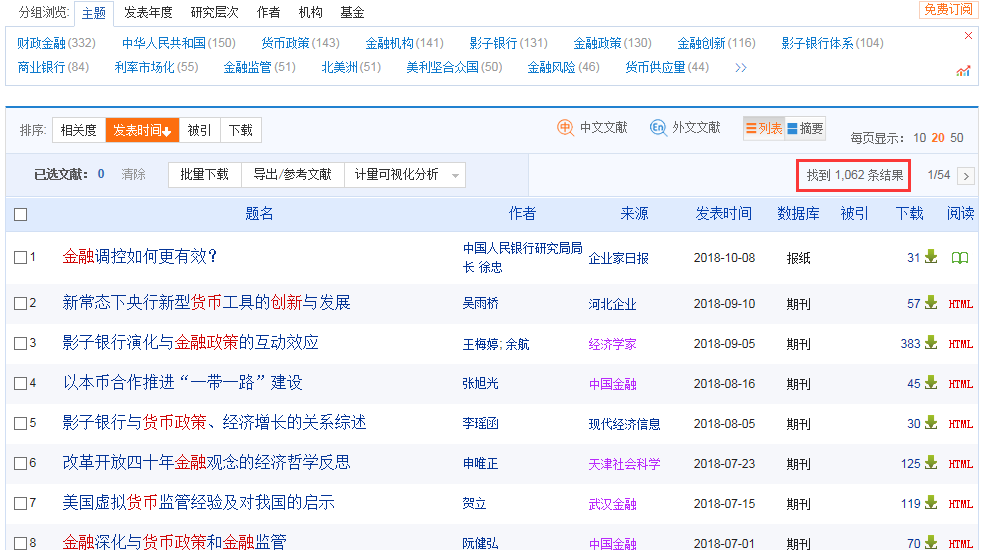 分组浏览: 主题 发表年度 研究层次 作者 机构 基金 免费订阅
财政金融(332) 中华人民共和国(150) 货币政策(143) 金融机构(141) 影子银行(131) 金融政策(130) 金融创新(116) 影子银行体系(104)
商业银行(84) 利率市场化(55) 金融监管(51) 北美洲(51) 美利坚合众国(50) 金融风险(46) 货币供应量(44) >>
排序: 相关度 发表时间 被引 下载 中文文献 外文文献 列表 摘要 每页显示: 10 20 50
已选文献: 0 清除 批量下载 导出/参考文献 计量可视化分析 找到 1,062 条结果 1/54 >
题名 作者 来源 发表时间 数据库 被引 下载 阅读
1 金融调控如何更有效? 中国人民银行研究局局长 徐忠 企业家日报 2018-10-08 报纸 31
2 新常态下央行新型货币工具的创新与发展 吴雨桥 河北企业 2018-09-10 期刊 57 HTML
3 影子银行演化与金融政策的互动效应 王梅婷; 余航 经济学家 2018-09-05 期刊 383 HTML
4 以本币合作推进“一带一路”建设 张旭光 中国金融 2018-08-16 期刊 45 HTML
5 影子银行与货币政策、经济增长的关系综述 李瑶函 现代经济信息 2018-08-05 期刊 30 HTML
6 改革开放四十年金融观念的经济哲学反思 申唯正 天津社会科学 2018-07-23 期刊 125 HTML
7 美国虚拟货币监管经验及对我国的启示 贺立 武汉金融 2018-07-15 期刊 119 HTML
8 金融深化与货币政策和金融监管 阮健弘 中国金融 2018-07-01 期刊 70 HTML